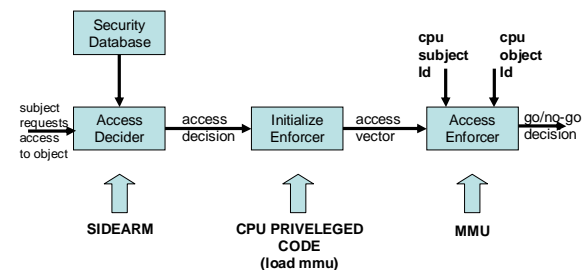 Security
Database
cpu
subject
Id
cpu
object
Id
subject
requests
access
to object
Access
Decider
access
decision
Initialize
Enforcer
access
vector
Access
Enforcer
go/no-go
decision
SIDEARM
CPU PRIVELEGED
CODE
(load mmu)
MMU